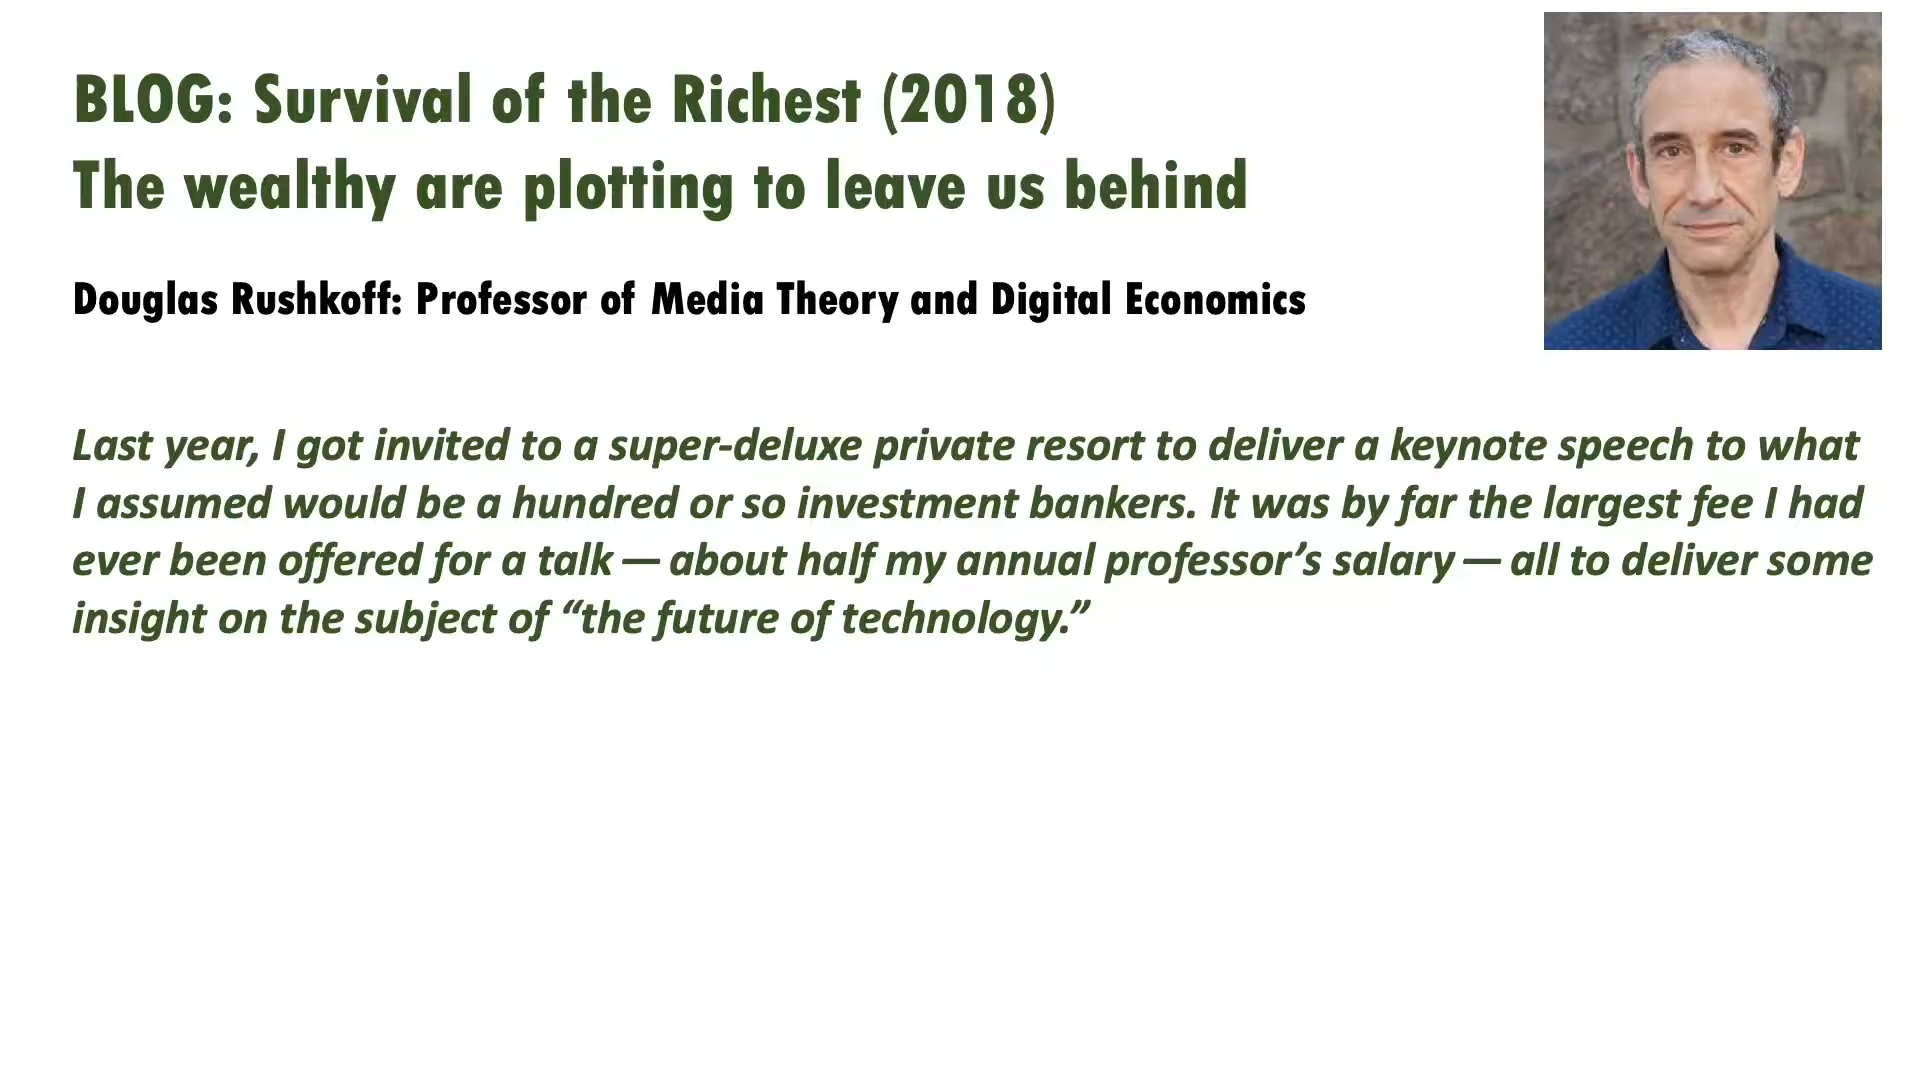 BLOG: Survival of the Richest (2018)
The wealthy are plotting to leave us behind
Douglas Rushkoff: Professor of Media Theory and Digital Economics
Last year, I got invited to a super-deluxe private resort to deliver a keynote speech to what
I assumed would be a hundred or so investment bankers. It was by far the largest fee I had
ever been offered for a talk — about half my annual professor’s salary — all to deliver some
insight on the subject of “the future of technology.”